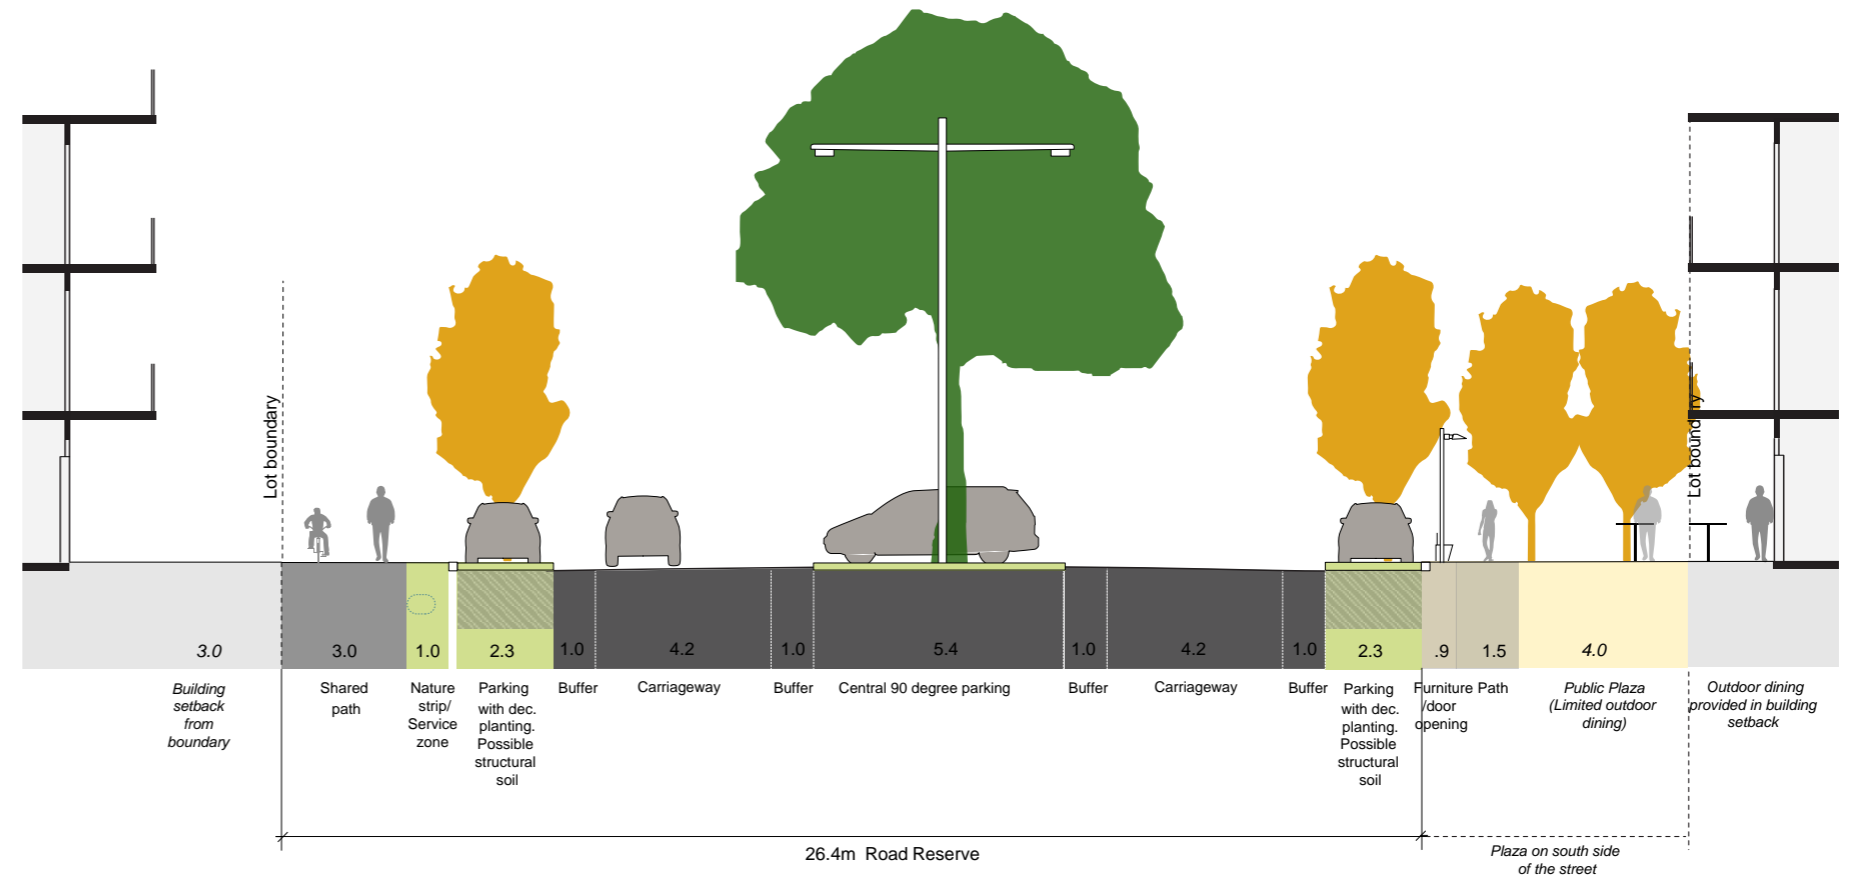 Lot boundary
Lot boundary
3.0
3.0
1.0
2.3
1.0
4.2
1.0
5.4
1.0
4.2
1.0
2.3
.9
1.5
4.0
Building
setback
from
boundary
Shared
path
Nature
strip/
Service
zone
Parking
with dec.
planting.
Possible
structural
soil
Buffer
Carriageway
Buffer
Central 90 degree parking
Buffer
Carriageway
Buffer
Parking
with dec.
planting.
Possible
structural
soil
Furniture
/door
opening
Path
Public Plaza
(Limited outdoor
dining)
Outdoor dining
provided in building
setback
26.4m Road Reserve
Plaza on south side
of the street